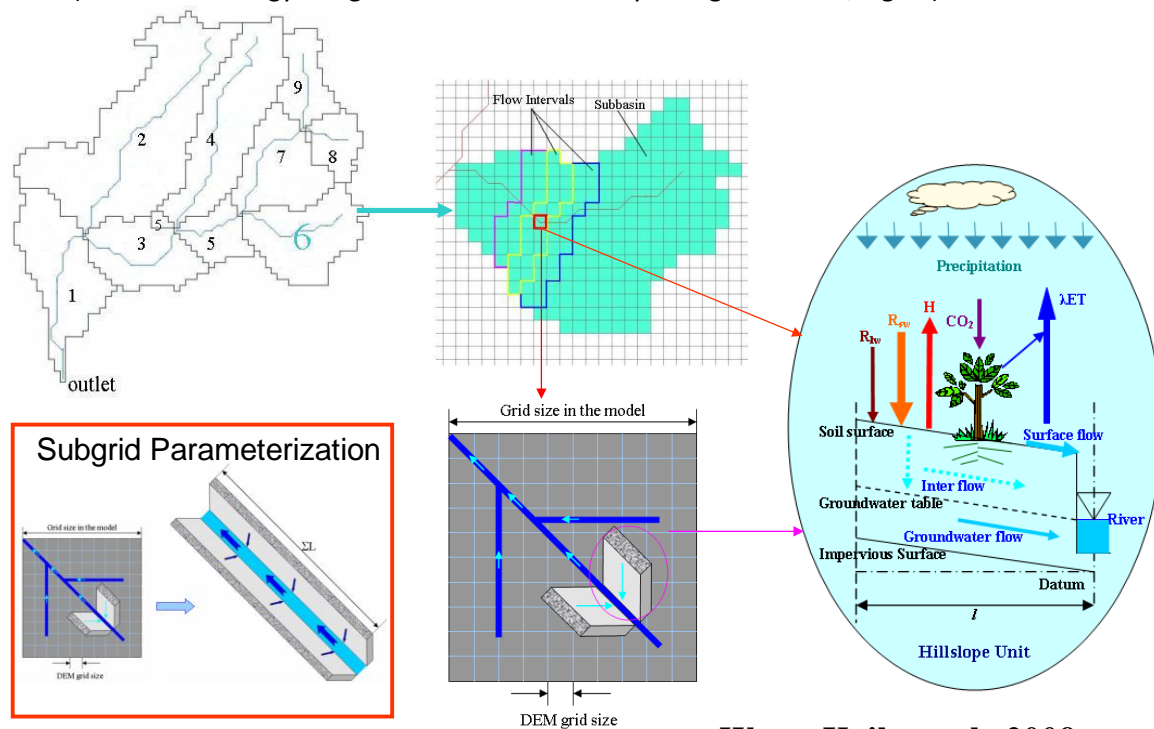 9
2
4
7
8
5
3
5
6
1
outlet
Flow Intervals
Subbasin
Precipitation
λET
H
CO2
Rsw
Rlw
Soil surface
Surface flow
Inter flow
Groundwater table
River
Groundwater flow
Impervious Surface
Datum
l
Hillslope Unit
Grid size in the model
DEM grid size
Subgrid Parameterization
Grid size in the model
ΣL
DEM grid size